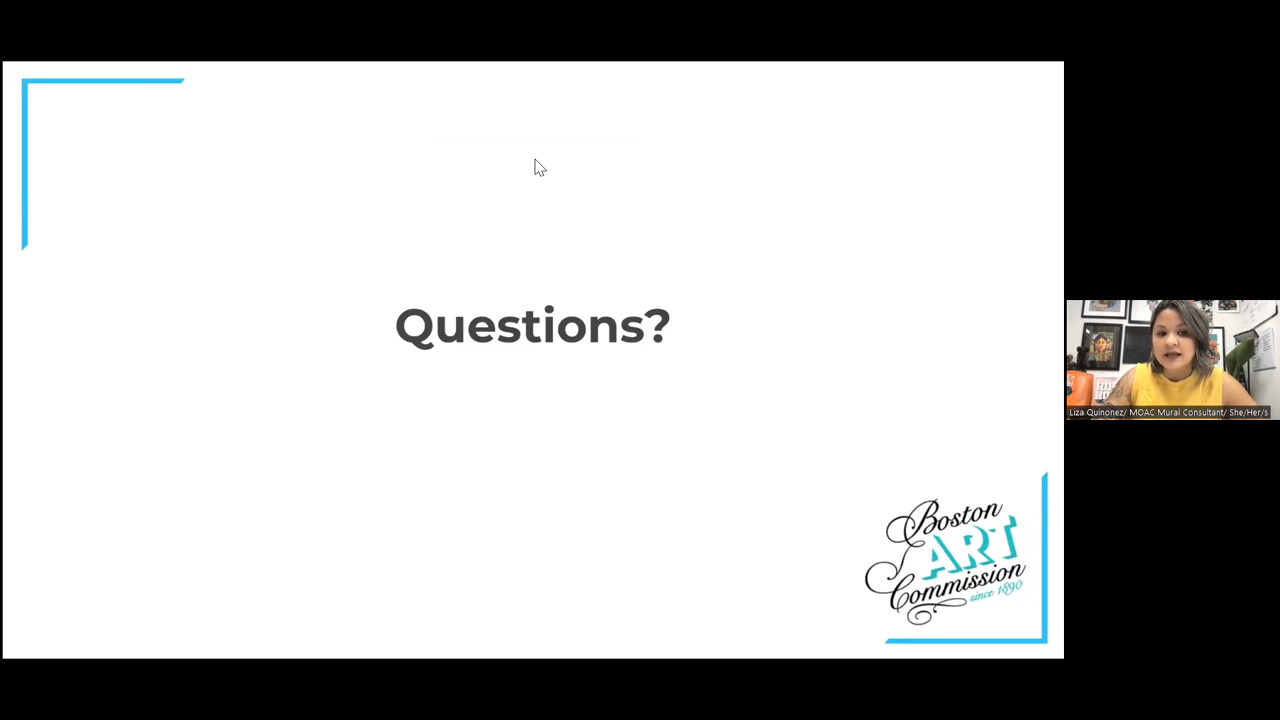 Questions?
Boston
ART
Commission
since 1890
Liza Quinonez/ MOAC Mural Consultant/ She/Her/s